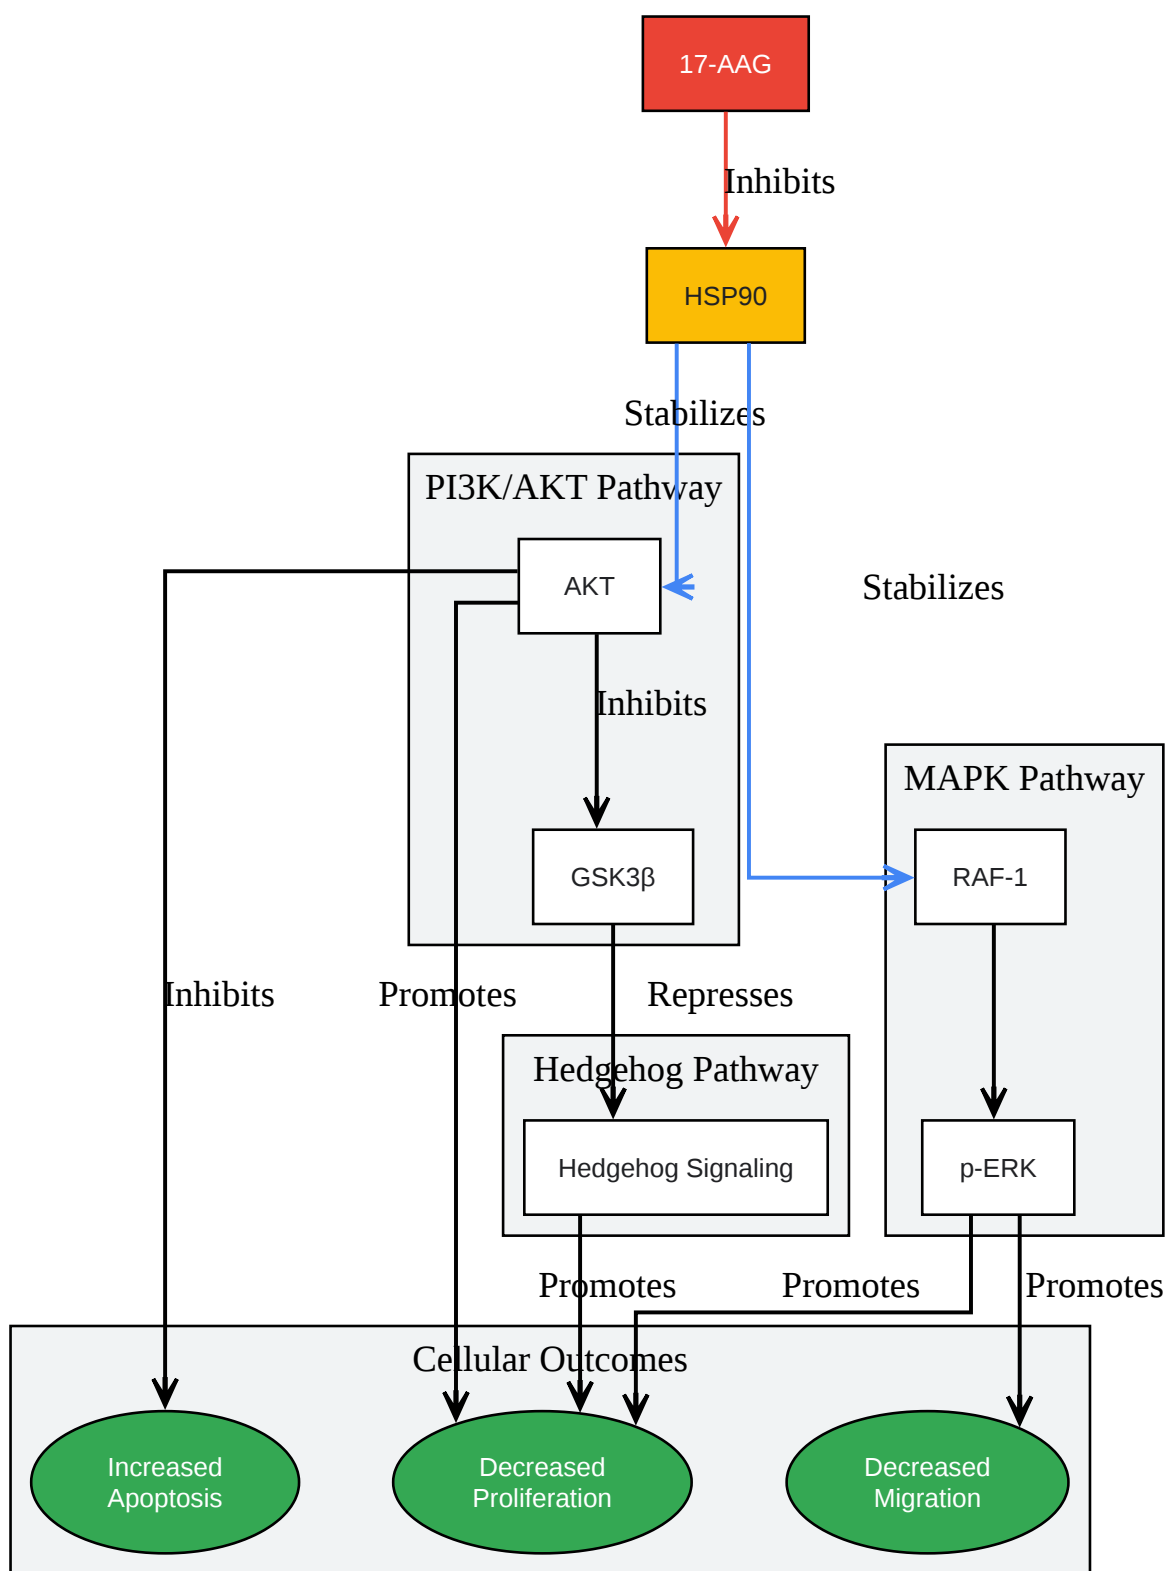 17-AAG
Inhibits
HSP90
Stabilizes
PI3K/AKT Pathway
AKT
Stabilizes
Inhibits
MAPK Pathway
GSK3β
RAF-1
Inhibits
Promotes
Represses
Hedgehog Pathway
Hedgehog Signaling
p-ERK
Promotes
Promotes
Promotes
Cellular Outcomes
Increased
Apoptosis
Decreased
Proliferation
Decreased
Migration